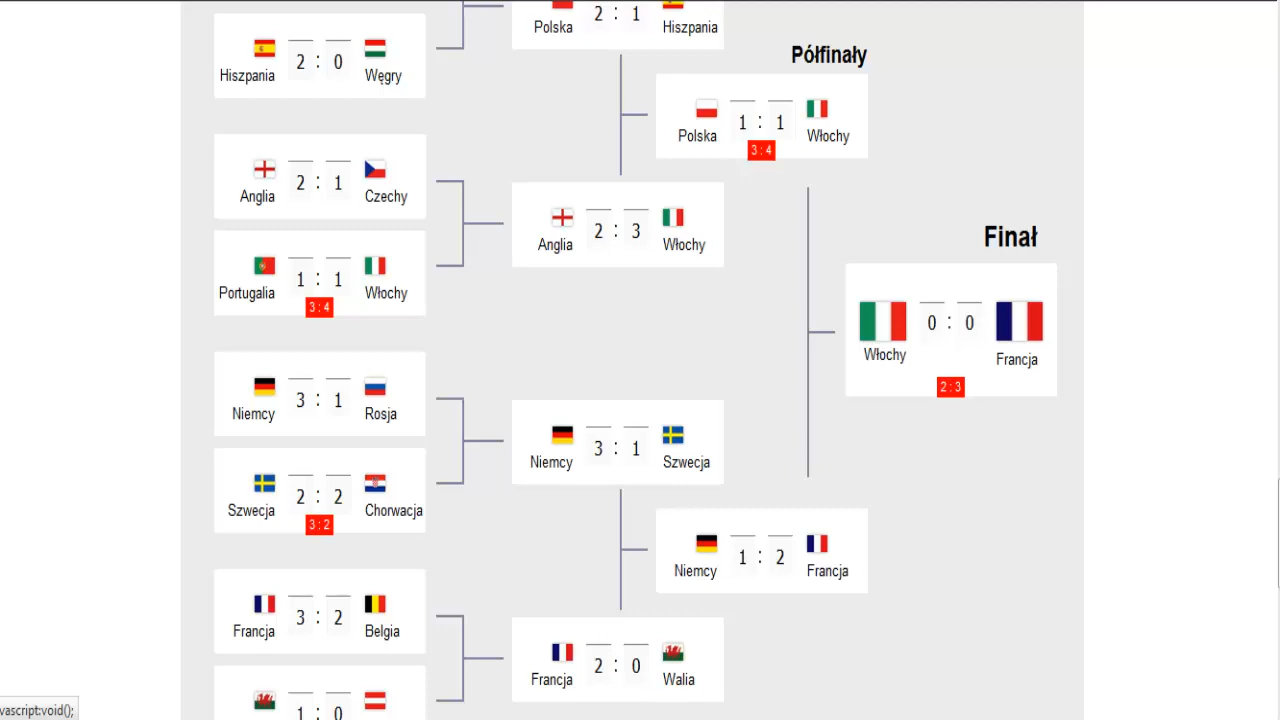 Polska 2 : 1 Hiszpania
Hiszpania 2 : 0 Węgry
Półfinały
Polska 1 : 1 Włochy
3 : 4
Anglia 2 : 1 Czechy
Anglia 2 : 3 Włochy
Portugalia 1 : 1 Włochy
3 : 4
Finał
Włochy 0 : 0 Francja
2 : 3
Niemcy 3 : 1 Rosja
Niemcy 3 : 1 Szwecja
Szwecja 2 : 2 Chorwacja
3 : 2
Niemcy 1 : 2 Francja
Francja 3 : 2 Belgia
Francja 2 : 0 Walia
1 : 0
vascript:void();